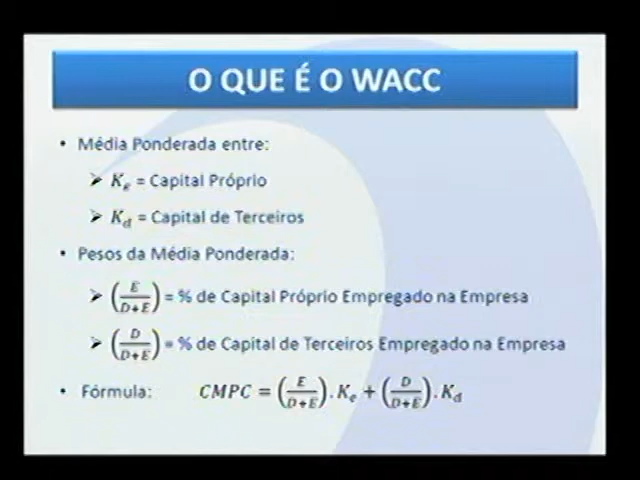 O QUE É O WACC
• Média Ponderada entre:
➢ Kₑ = Capital Próprio
➢ K_d = Capital de Terceiros
• Pesos da Média Ponderada:
➢ (E/(D+E)) = % de Capital Próprio Empregado na Empresa
➢ (D/(D+E)) = % de Capital de Terceiros Empregado na Empresa
• Fórmula: CMPC = (E/(D+E)).Kₑ + (D/(D+E)).K_d